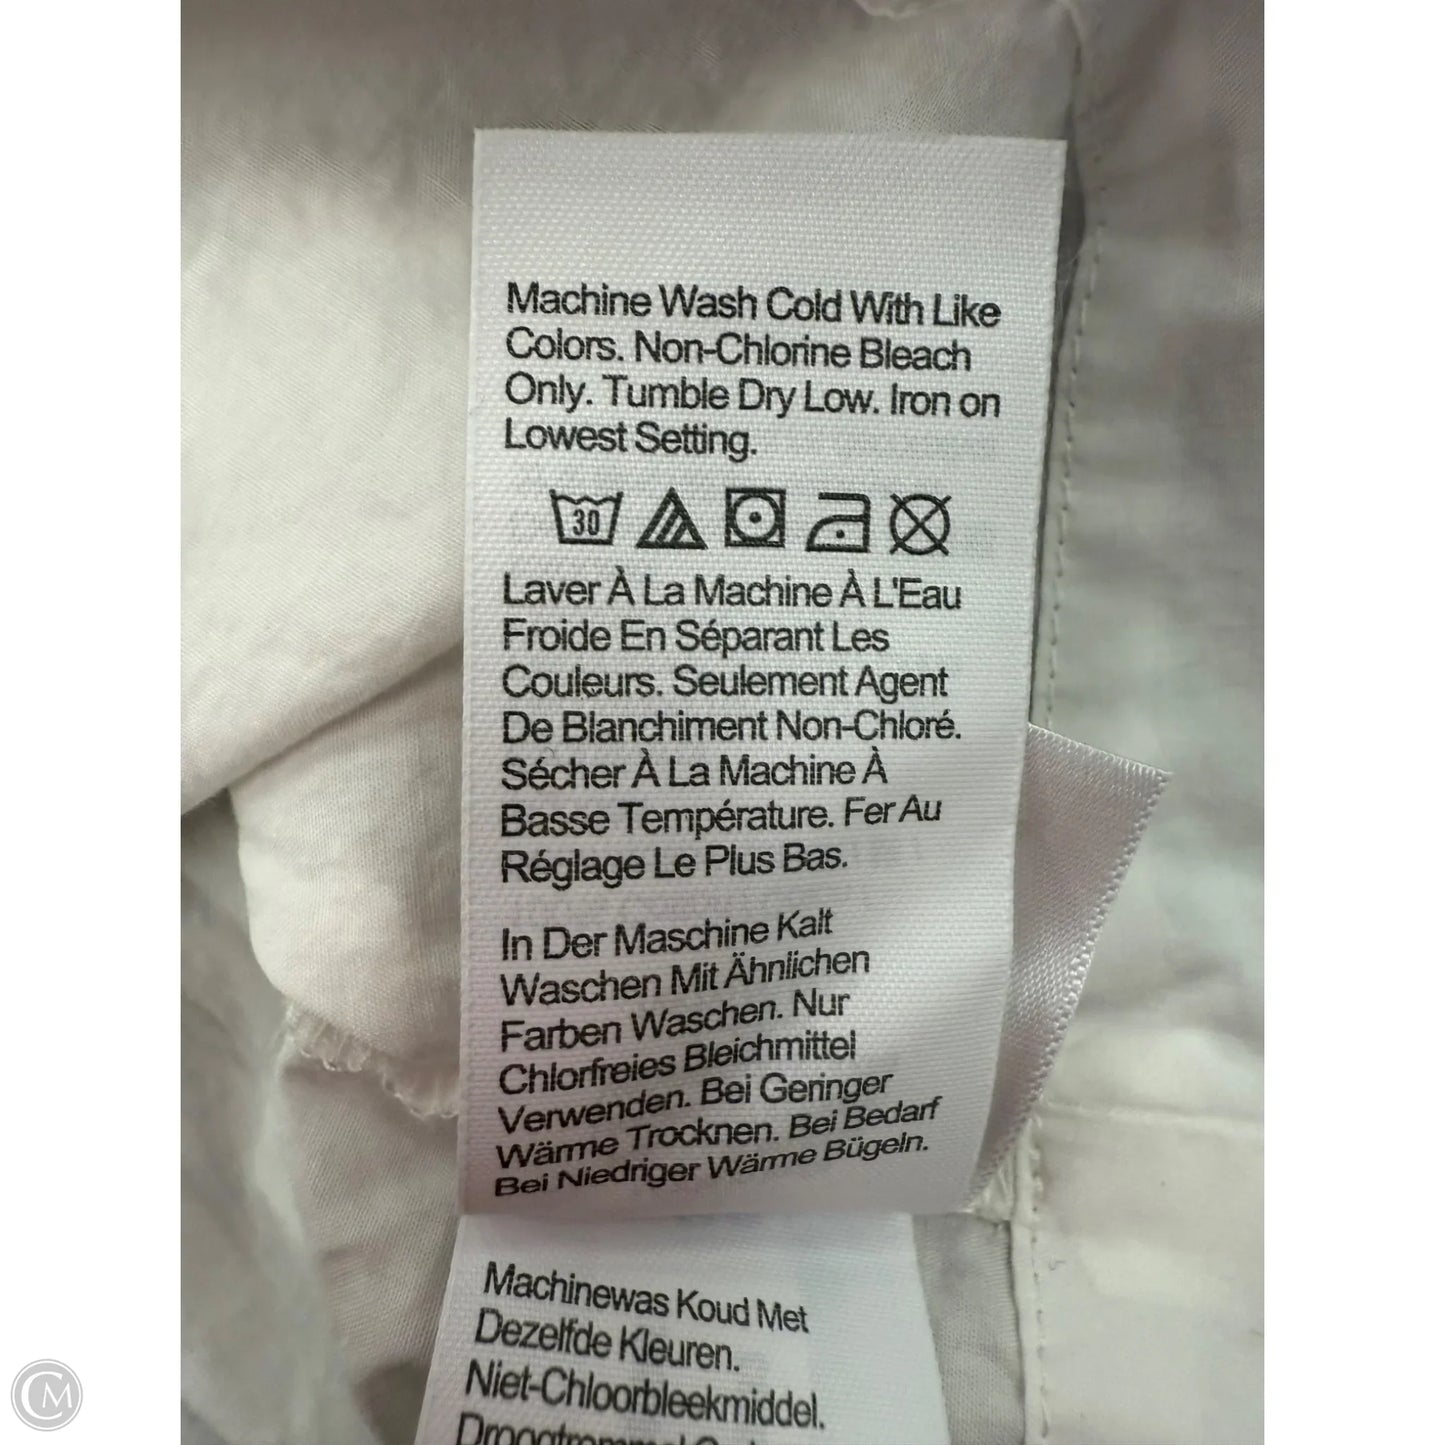 Machine Wash Cold With Like
Colors. Non-Chlorine Bleach
Only. Tumble Dry Low. Iron on
Lowest Setting.
30
Laver À La Machine À L'Eau
Froide En Séparant Les
Couleurs. Seulement Agent
De Blanchiment Non-Chloré.
Sécher À La Machine À
Basse Température. Fer Au
Réglage Le Plus Bas.
In Der Maschine Kalt
Waschen Mit Ähnlichen
Farben Waschen. Nur
Chlorfreies Bleichmittel
Verwenden. Bei Geringer
Wärme Trocknen. Bei Bedarf
Bei Niedriger Wärme Bügeln.
Machinewas Koud Met
Dezelfde Kleuren.
Niet-Chloorbleekmiddel.
CM